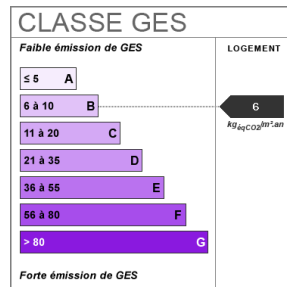 CLASSE GES
Faible émission de GES
LOGEMENT
≤ 5 A
6 à 10 B
6
kgéqCO2/m².an
11 à 20 C
21 à 35 D
36 à 55 E
56 à 80 F
> 80 G
Forte émission de GES